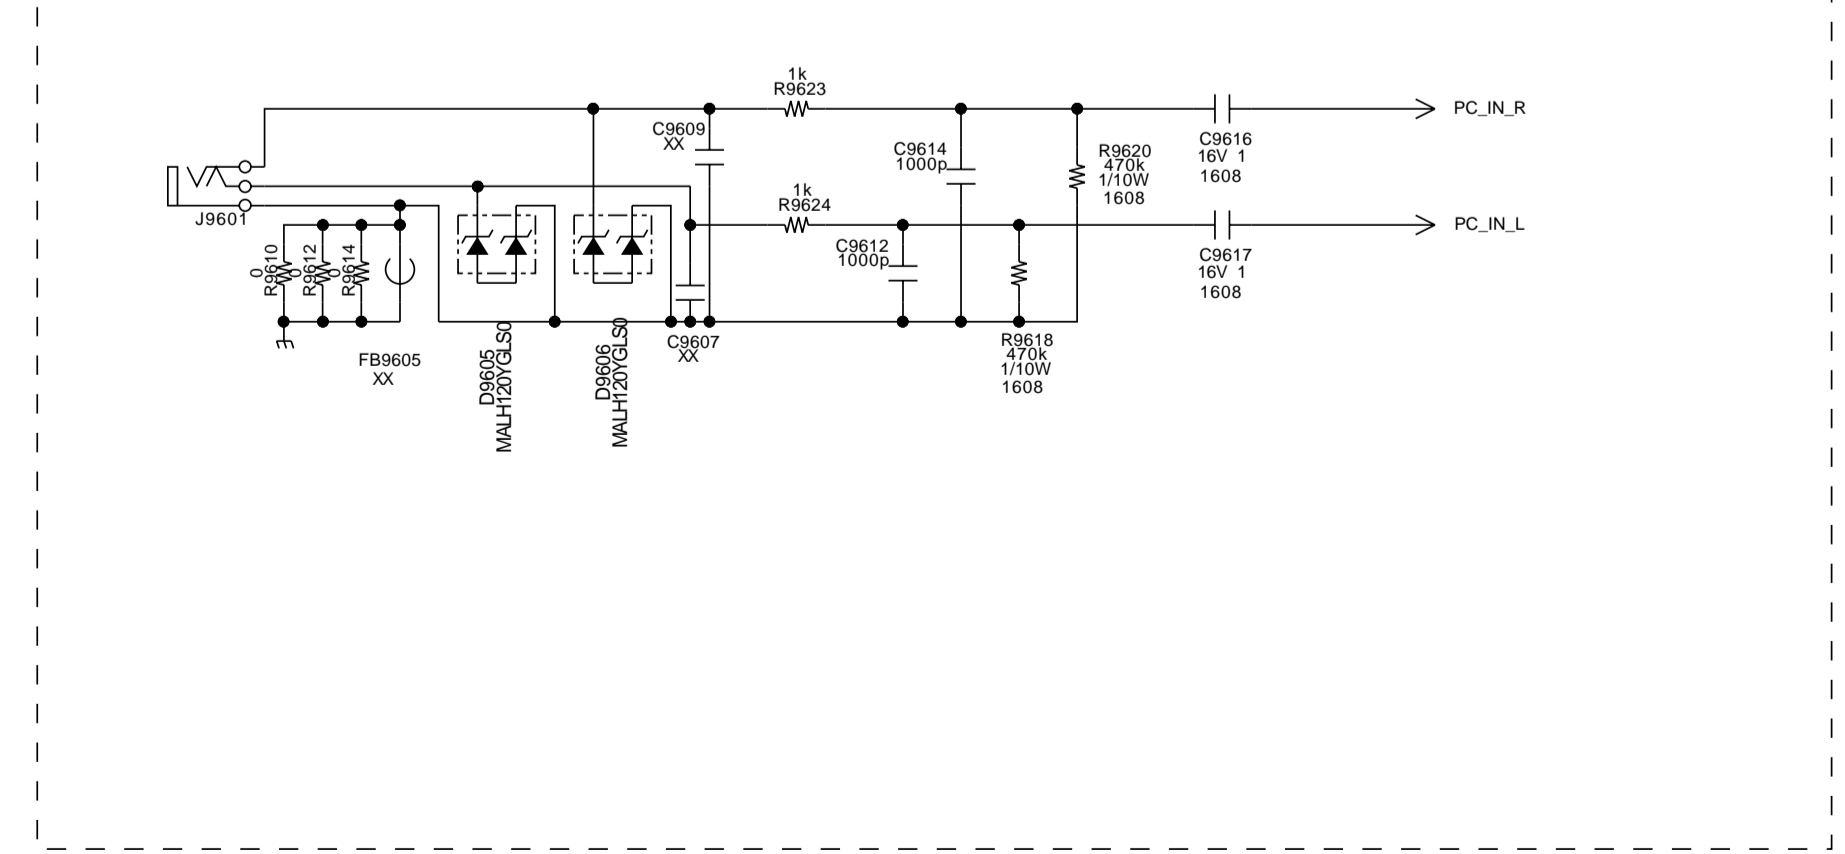 1k
R9623
PC_IN_R
C9609
XX
C9614
1000p
R9620
470k
1/10W
1608
C9616
16V 1
1608
J9601
1k
R9624
PC_IN_L
C9612
1000p
C9617
16V 1
1608
0
R9610
0
R9612
0
R9614
FB9605
XX
D9605
MALH120YGLS0
D9606
MALH120YGLS0
C9607
XX
R9618
470k
1/10W
1608